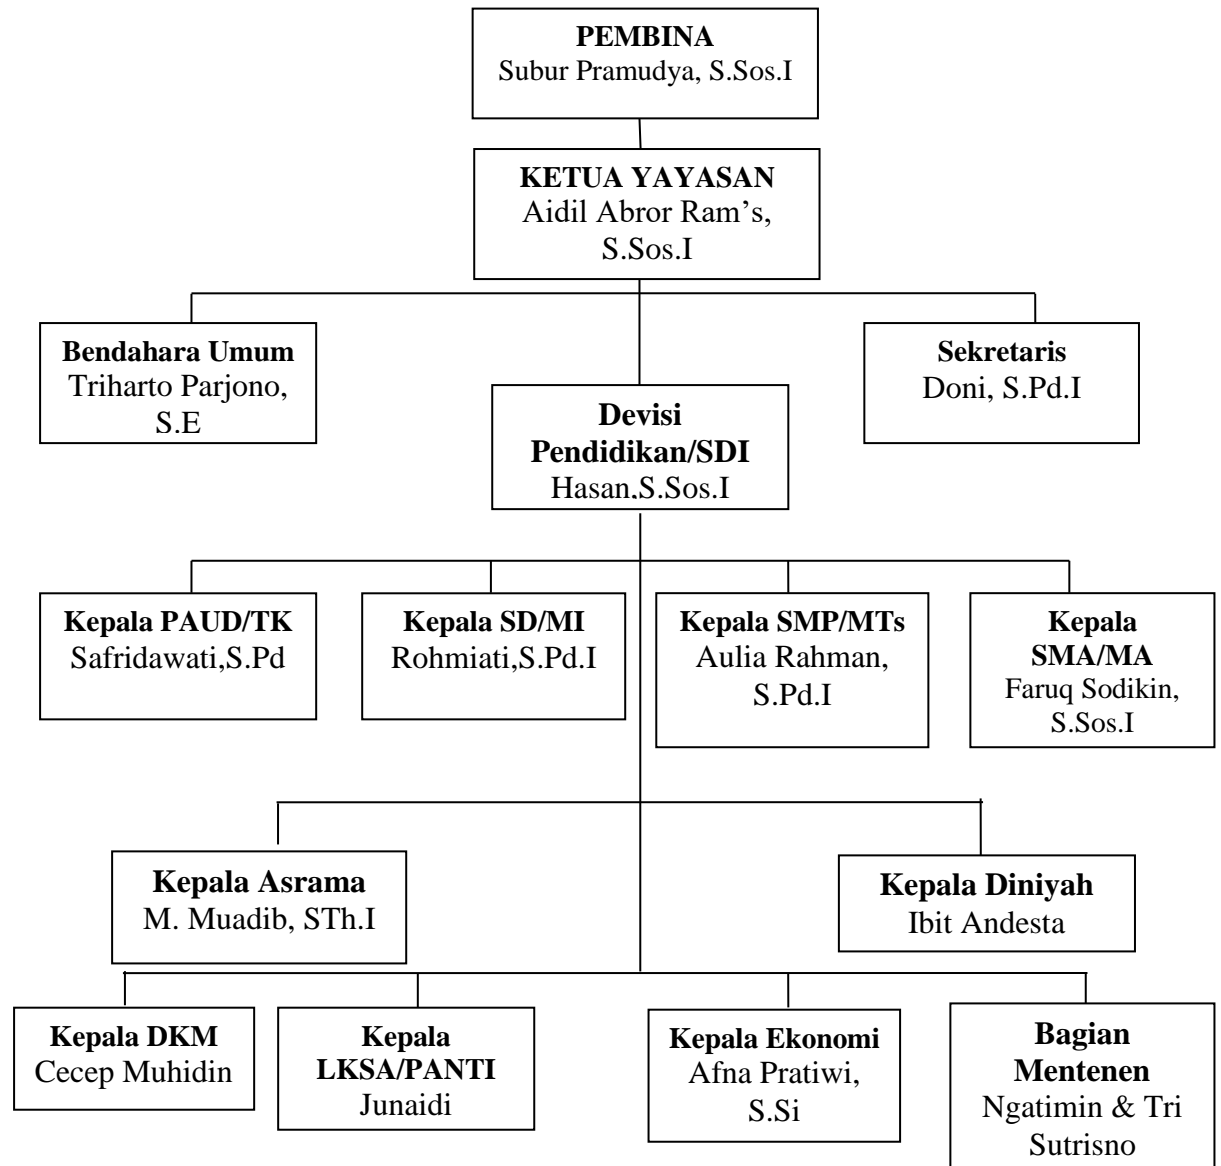 PEMBINA
Subur Pramudya, S.Sos.I
KETUA YAYASAN
Aidil Abror Ram’s,
S.Sos.I
Bendahara Umum
Triharto Parjono,
S.E
Sekretaris
Doni, S.Pd.I
Devisi
Pendidikan/SDI
Hasan,S.Sos.I
Kepala PAUD/TK
Safridawati,S.Pd
Kepala SD/MI
Rohmiati,S.Pd.I
Kepala SMP/MTs
Aulia Rahman,
S.Pd.I
Kepala
SMA/MA
Faruq Sodikin,
S.Sos.I
Kepala Asrama
M. Muadib, STh.I
Kepala Diniyah
Ibit Andesta
Kepala DKM
Cecep Muhidin
Kepala
LKSA/PANTI
Junaidi
Kepala Ekonomi
Afna Pratiwi,
S.Si
Bagian
Mentenen
Ngatimin & Tri
Sutrisno